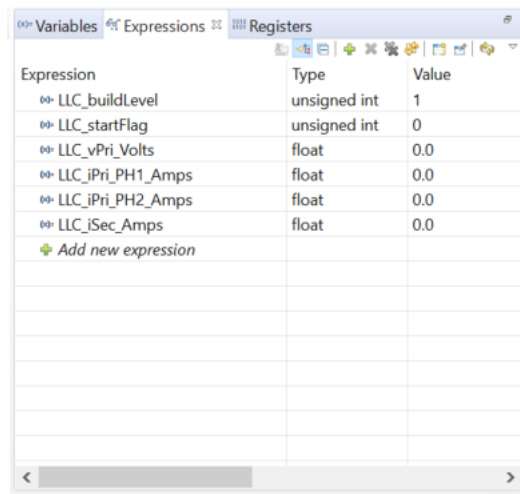 Variables Expressions Registers
Expression Type Value
LLC_buildLevel unsigned int 1
LLC_startFlag unsigned int 0
LLC_vPri_Volts float 0.0
LLC_iPri_PH1_Amps float 0.0
LLC_iPri_PH2_Amps float 0.0
LLC_iSec_Amps float 0.0
Add new expression